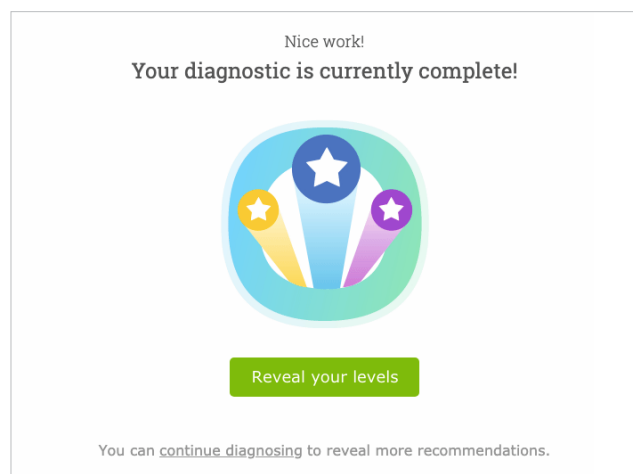 Nice work!
Your diagnostic is currently complete!
Reveal your levels
You can continue diagnosing to reveal more recommendations.